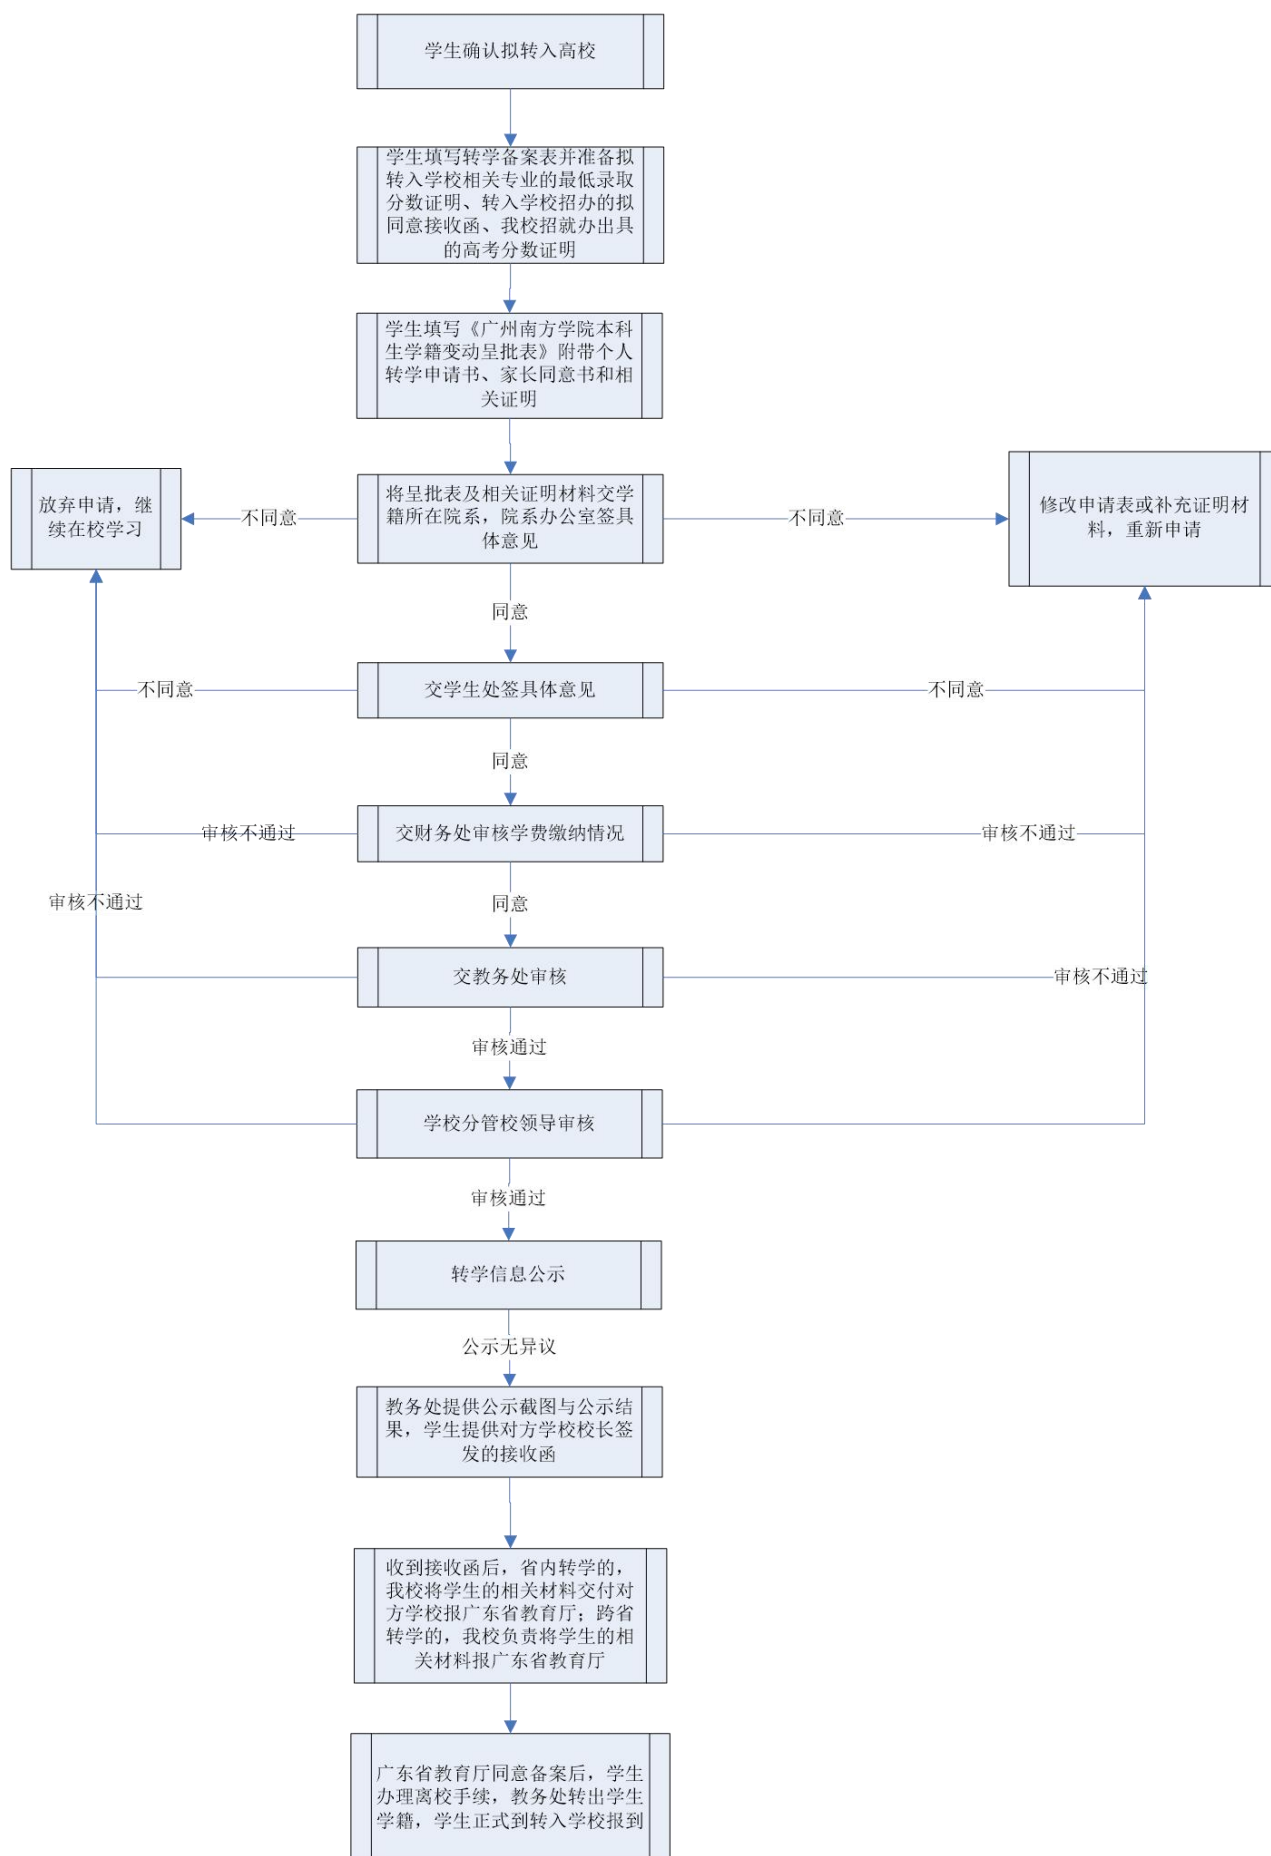 学生确认拟转入高校
学生填写转学备案表并准备拟
转入学校相关专业的最低录取
分数证明、转入学校招办的拟
同意接收函、我校招就办出具
的高考分数证明
学生填写《广州南方学院本科
生学籍变动呈批表》附带个人
转学申请书、家长同意书和相
关证明
放弃申请，继
续在校学习
不同意
将呈批表及相关证明材料交学
籍所在院系，院系办公室签具
体意见
不同意
修改申请表或补充证明材
料，重新申请
同意
不同意
交学生处签具体意见
不同意
同意
审核不通过
交财务处审核学费缴纳情况
审核不通过
审核不通过
同意
交教务处审核
审核不通过
审核通过
学校分管校领导审核
审核通过
转学信息公示
公示无异议
教务处提供公示截图与公示结
果，学生提供对方学校校长签
发的接收函
收到接收函后，省内转学的，
我校将学生的相关材料交付对
方学校报广东省教育厅；跨省
转学的，我校负责将学生的相
关材料报广东省教育厅
广东省教育厅同意备案后，学生
办理离校手续，教务处转出学生
学籍，学生正式到转入学校报到